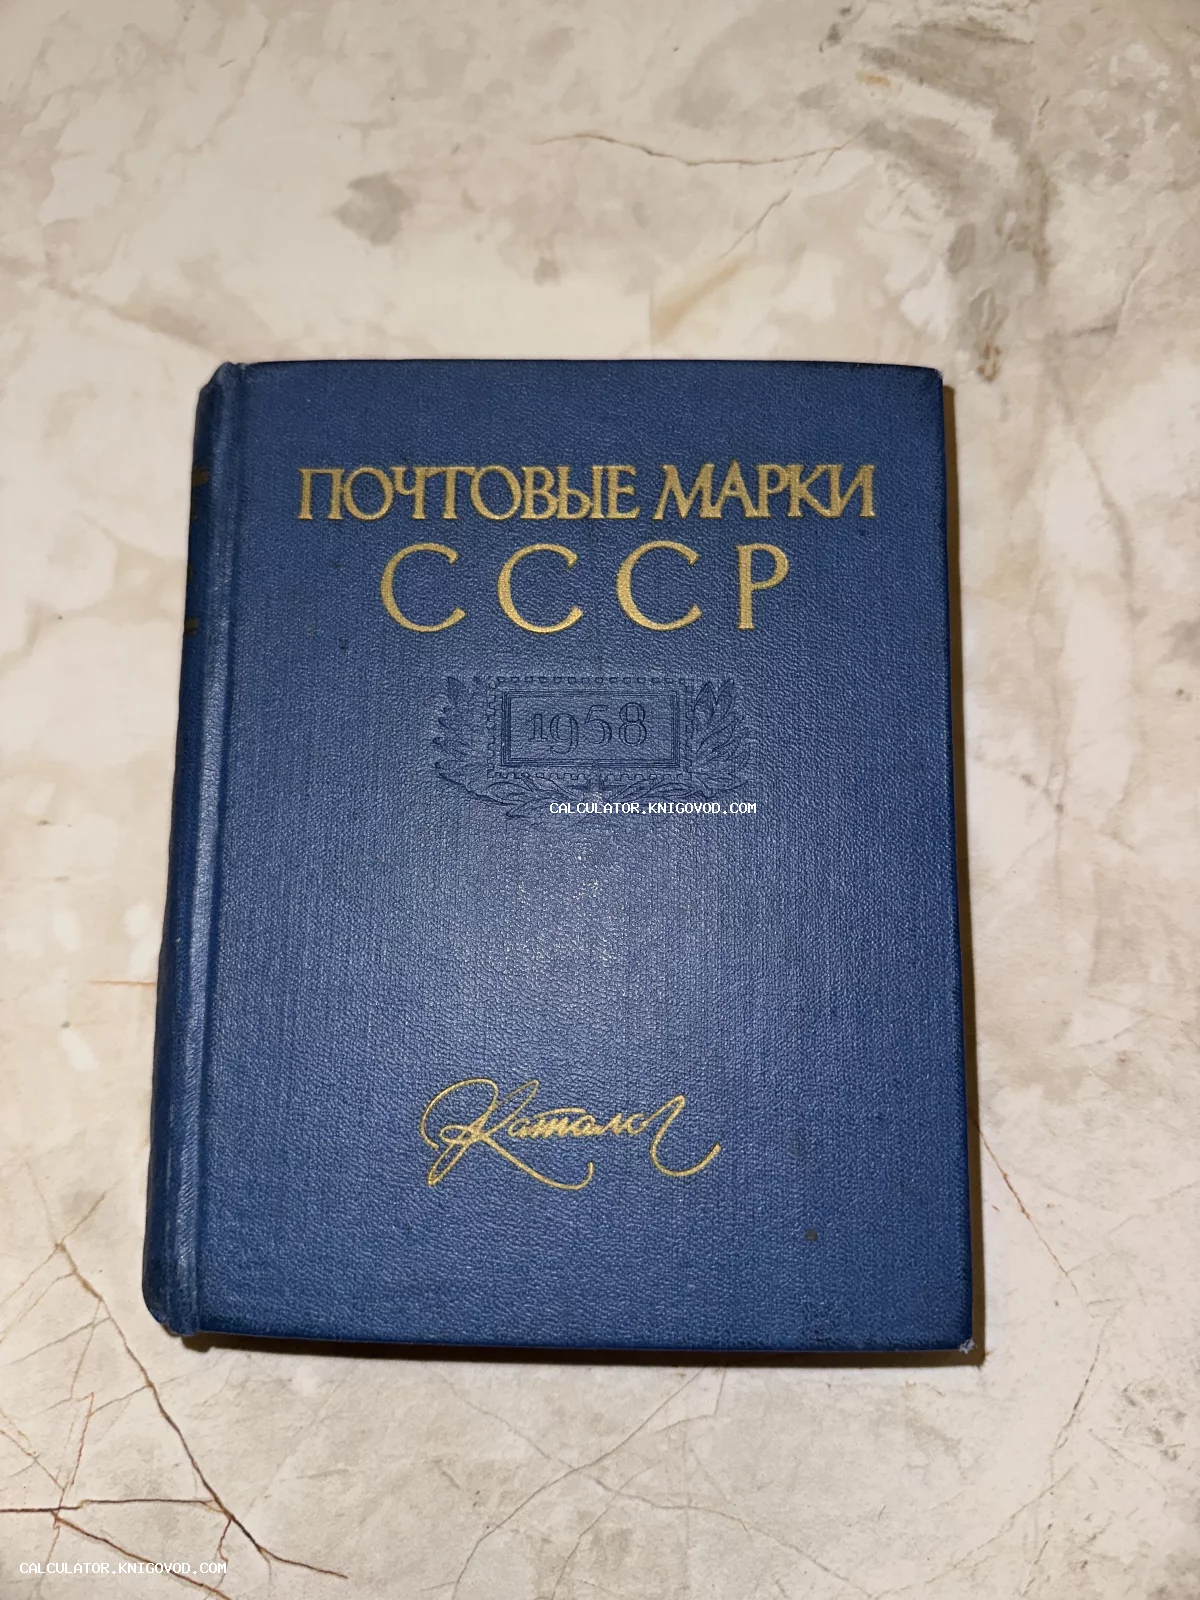 ПОЧТОВЫЕ МАРКИ
СССР
1958
CALCULATOR.KNIGOVOD.COM
Каталог
CALCULATOR.KNIGOVOD.COM